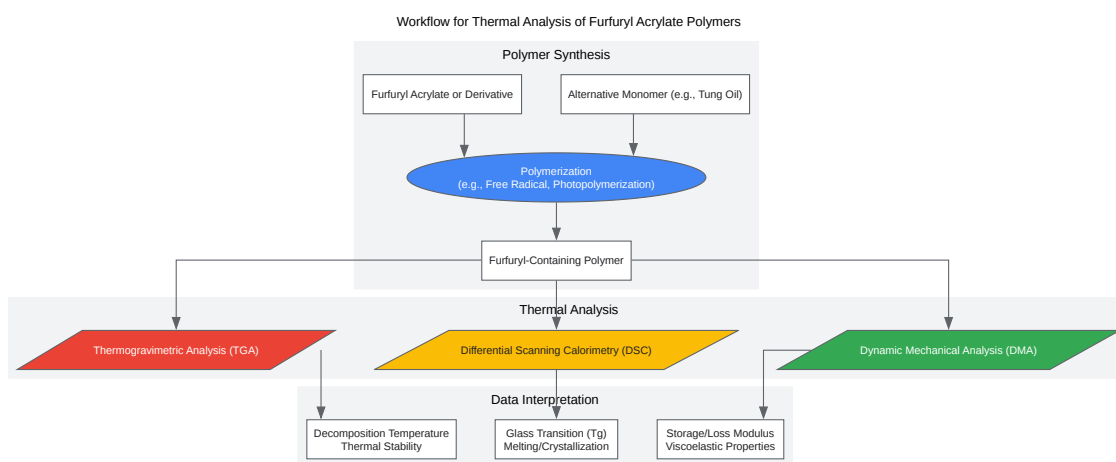 Workflow for Thermal Analysis of Furfuryl Acrylate Polymers
Polymer Synthesis
Furfuryl Acrylate or Derivative
Alternative Monomer (e.g., Tung Oil)
Polymerization
(e.g., Free Radical, Photopolymerization)
Furfuryl-Containing Polymer
Thermal Analysis
Thermogravimetric Analysis (TGA)
Differential Scanning Calorimetry (DSC)
Dynamic Mechanical Analysis (DMA)
Data Interpretation
Decomposition Temperature
Thermal Stability
Glass Transition (Tg)
Melting/Crystallization
Storage/Loss Modulus
Viscoelastic Properties